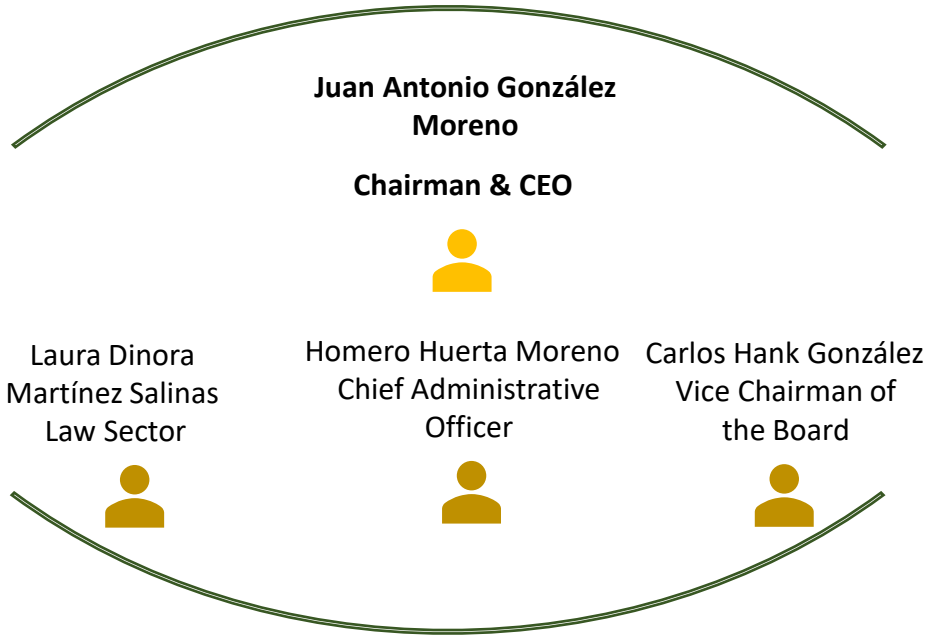 Juan Antonio González
Moreno
Chairman & CEO
Laura Dinora
Martínez Salinas
Law Sector
Homero Huerta Moreno
Chief Administrative
Officer
Carlos Hank González
Vice Chairman of
the Board